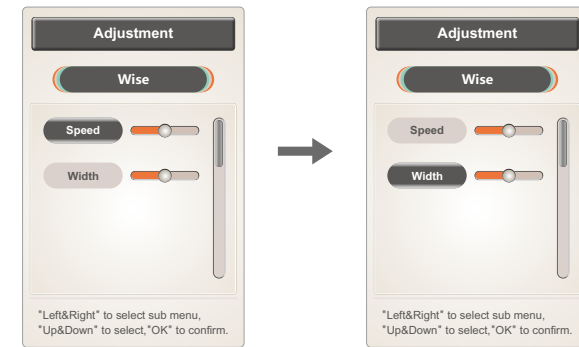 Adjustment
Wise
Speed
Width
"Left&Right" to select sub menu,
"Up&Down" to select,"OK" to confirm.
Adjustment
Wise
Speed
Width
"Left&Right" to select sub menu,
"Up&Down" to select,"OK" to confirm.